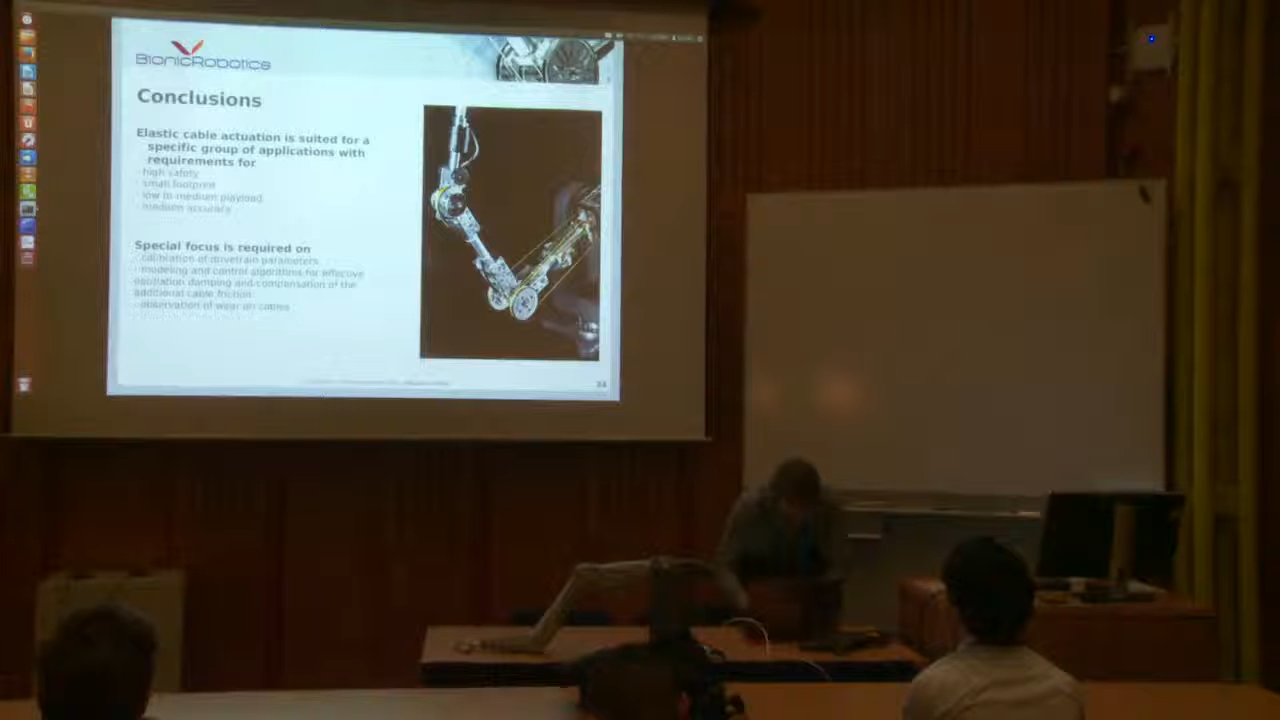 BIONICROBOTICS
Conclusions
Elastic cable actuation is suited for a
specific group of applications with
requirements for
- high safety
- small footprint
- low to medium payload
- medium accuracy
Special focus is required on
- calibration of drivetrain parameters
- modeling and control algorithms for effective
oscillation damping and compensation of the
additional cable friction
- observation of wear on cables